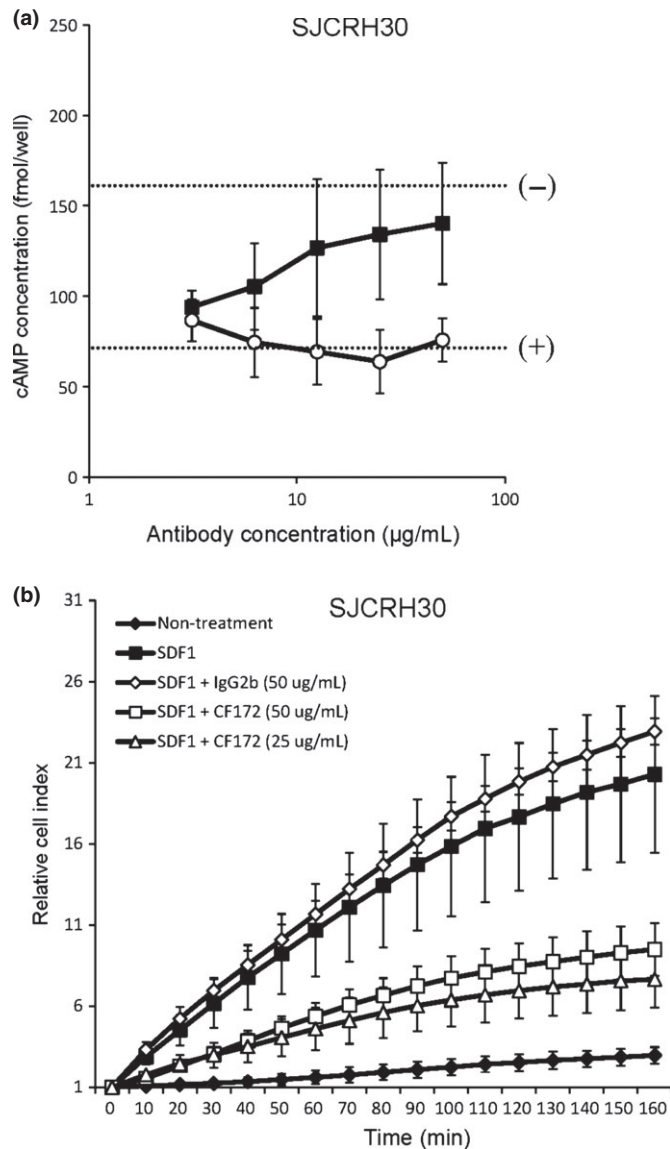 (a)
SJCRH30
250
200
150
100
50
0
(–)
(+)
cAMP concentration (fmol/well)
1
10
100
Antibody concentration (µg/mL)
(b)
SJCRH30
31
26
21
16
11
6
1
Non-treatment
SDF1
SDF1 + IgG2b (50 ug/mL)
SDF1 + CF172 (50 ug/mL)
SDF1 + CF172 (25 ug/mL)
Relative cell index
0 10 20 30 40 50 60 70 80 90 100 110 120 130 140 150 160
Time (min)